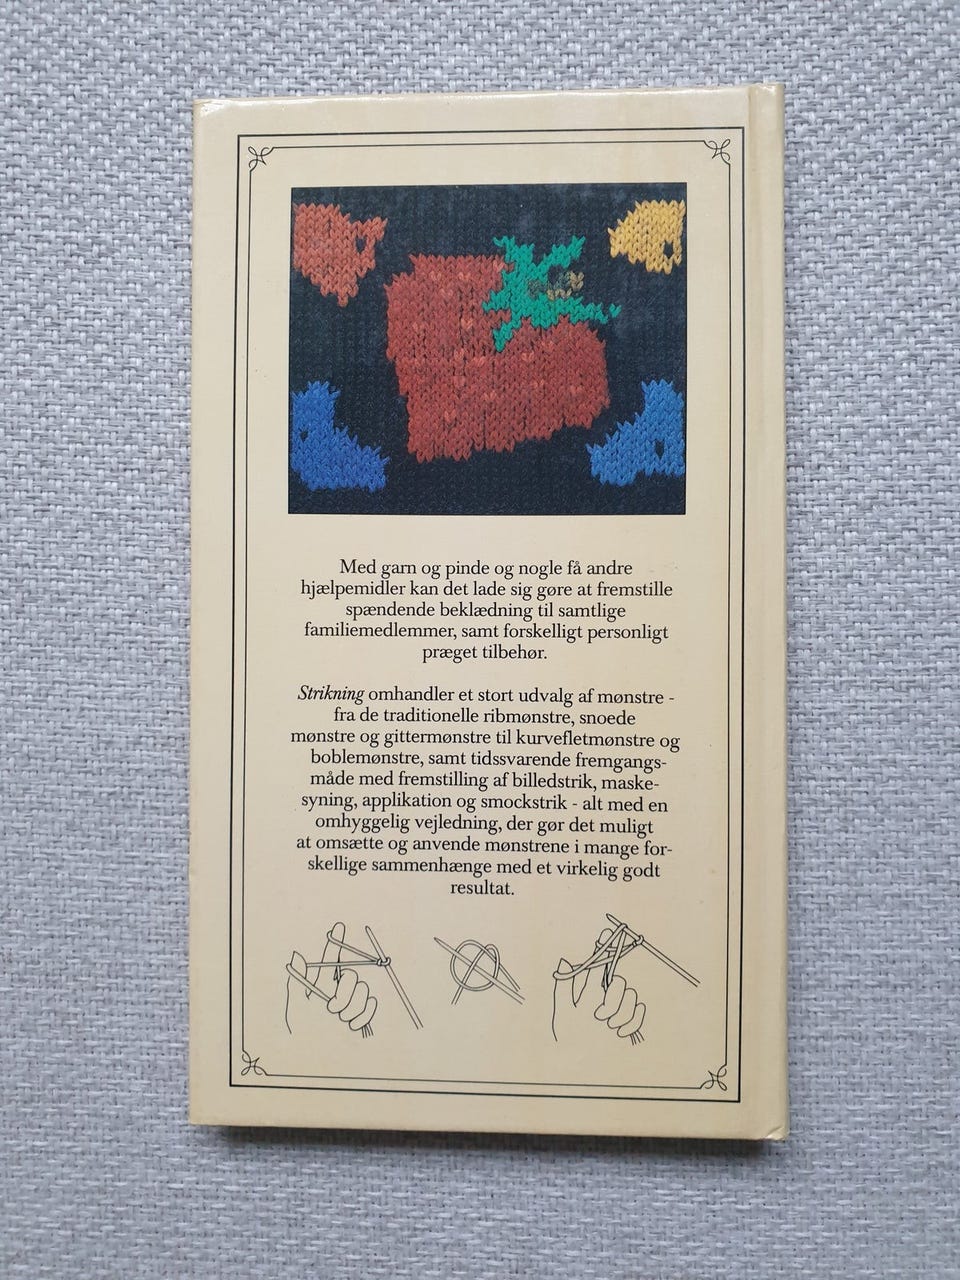 Med garn og pinde og nogle få andre
hjælpemidler kan det lade sig gøre at fremstille
spændende beklædning til samtlige
familiemedlemmer, samt forskelligt personligt
præget tilbehør.
Strikning omhandler et stort udvalg af mønstre -
fra de traditionelle ribmønstre, snoede
mønstre og gittermønstre til kurvefletmønstre og
boblemønstre, samt tidssvarende fremgangs-
måde med fremstilling af billedstrik, maske-
syning, applikation og smockstrik - alt med en
omhyggelig vejledning, der gør det muligt
at omsætte og anvende mønstrene i mange for-
skellige sammenhænge med et virkelig godt
resultat.